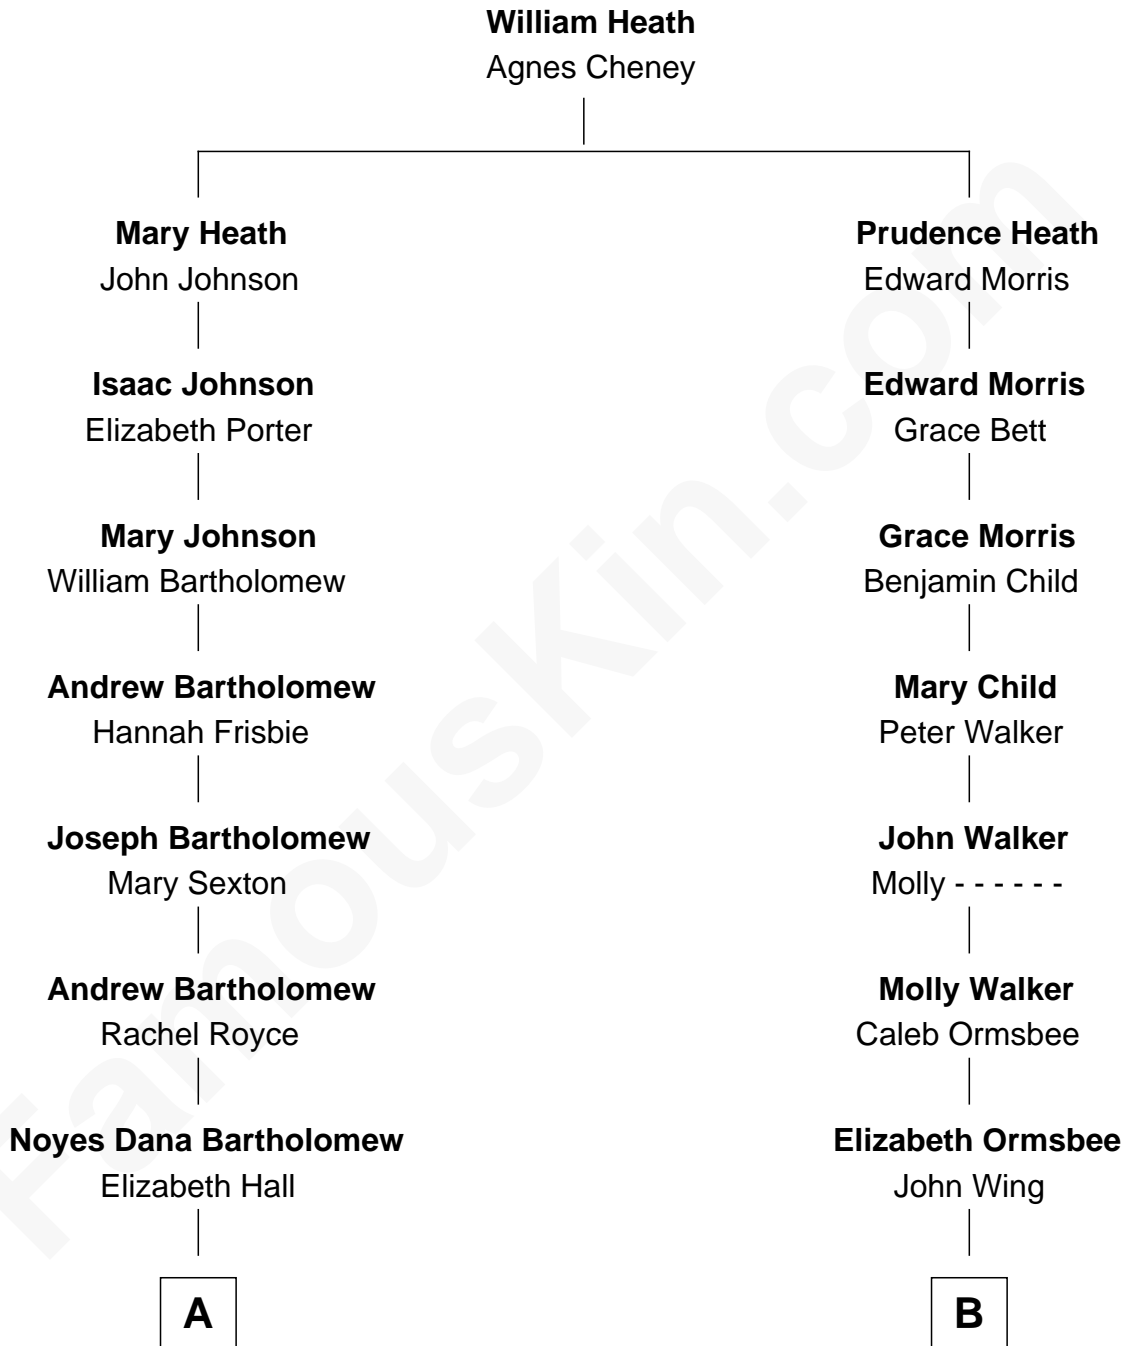 William Heath
Agnes Cheney
Mary Heath
John Johnson
Prudence Heath
Edward Morris
Isaac Johnson
Elizabeth Porter
Edward Morris
Grace Bett
Mary Johnson
William Bartholomew
Grace Morris
Benjamin Child
Andrew Bartholomew
Hannah Frisbie
Mary Child
Peter Walker
Joseph Bartholomew
Mary Sexton
John Walker
Molly - - - - - -
Andrew Bartholomew
Rachel Royce
Molly Walker
Caleb Ormsbee
Noyes Dana Bartholomew
Elizabeth Hall
Elizabeth Ormsbee
John Wing
A
B
FamousKin.com